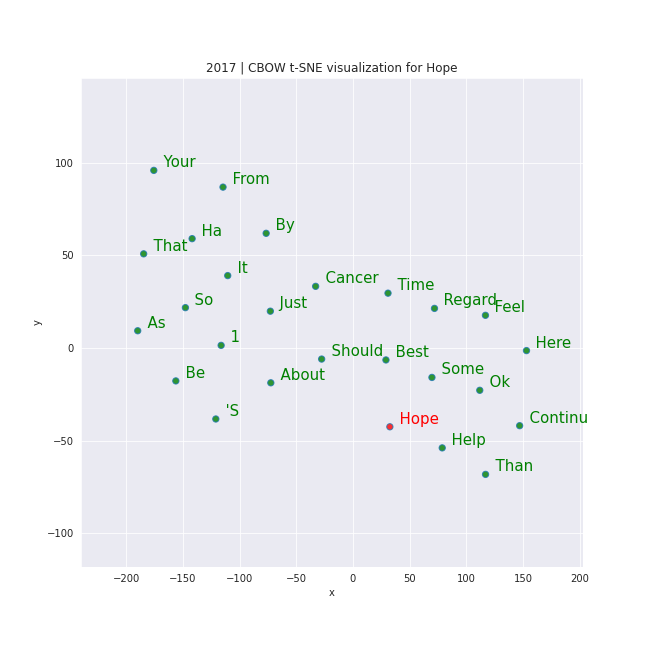 2017 | CBOW t-SNE visualization for Hope
100
50
0
−50
−100
y
Your
From
By
Ha
That
It
Cancer
Time
So
Just
Regard
Feel
As
1
Here
Should
Best
Be
About
Some
Ok
'S
Hope
Continu
Help
Than
−200
−150
−100
−50
0
50
100
150
200
x